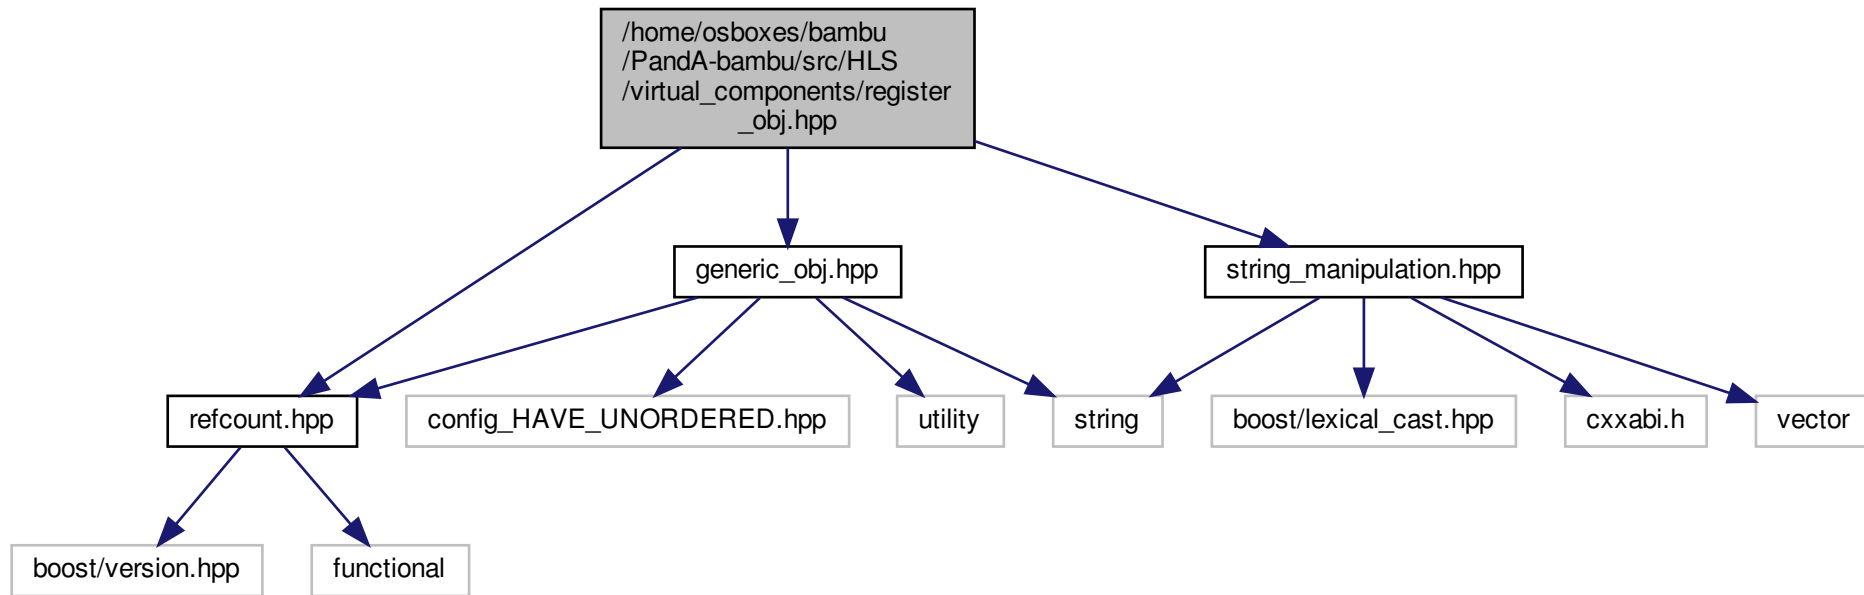 /home/osboxes/bambu
/PandA-bambu/src/HLS
/virtual_components/register
_obj.hpp
generic_obj.hpp
string_manipulation.hpp
refcount.hpp
config_HAVE_UNORDERED.hpp
utility
string
boost/lexical_cast.hpp
cxxabi.h
vector
boost/version.hpp
functional